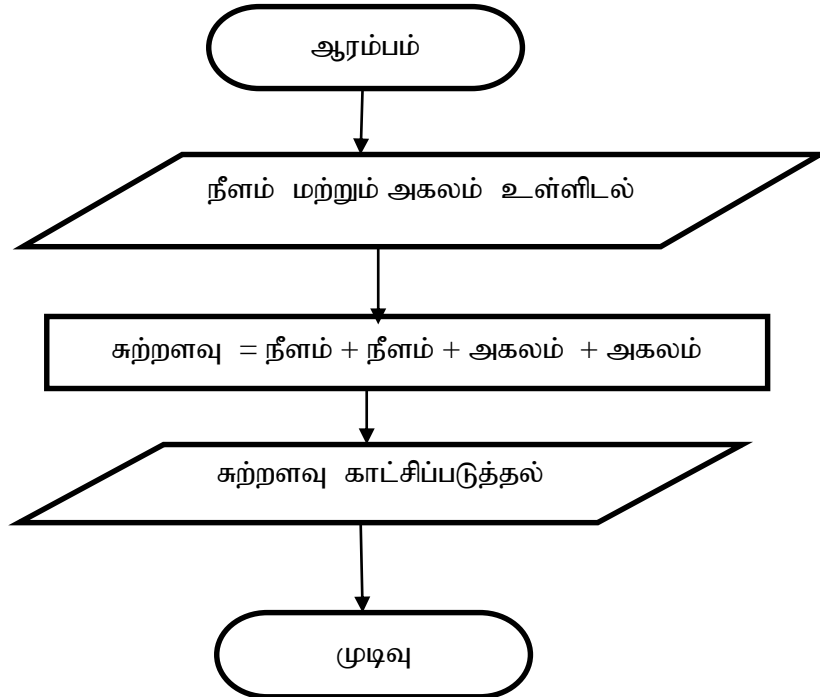 ஆரம்பம்
நீளம் மற்றும் அகலம் உள்ளிடல்
சுற்றளவு = நீளம் + நீளம் + அகலம் + அகலம்
சுற்றளவு காட்சிப்படுத்தல்
முடிவு